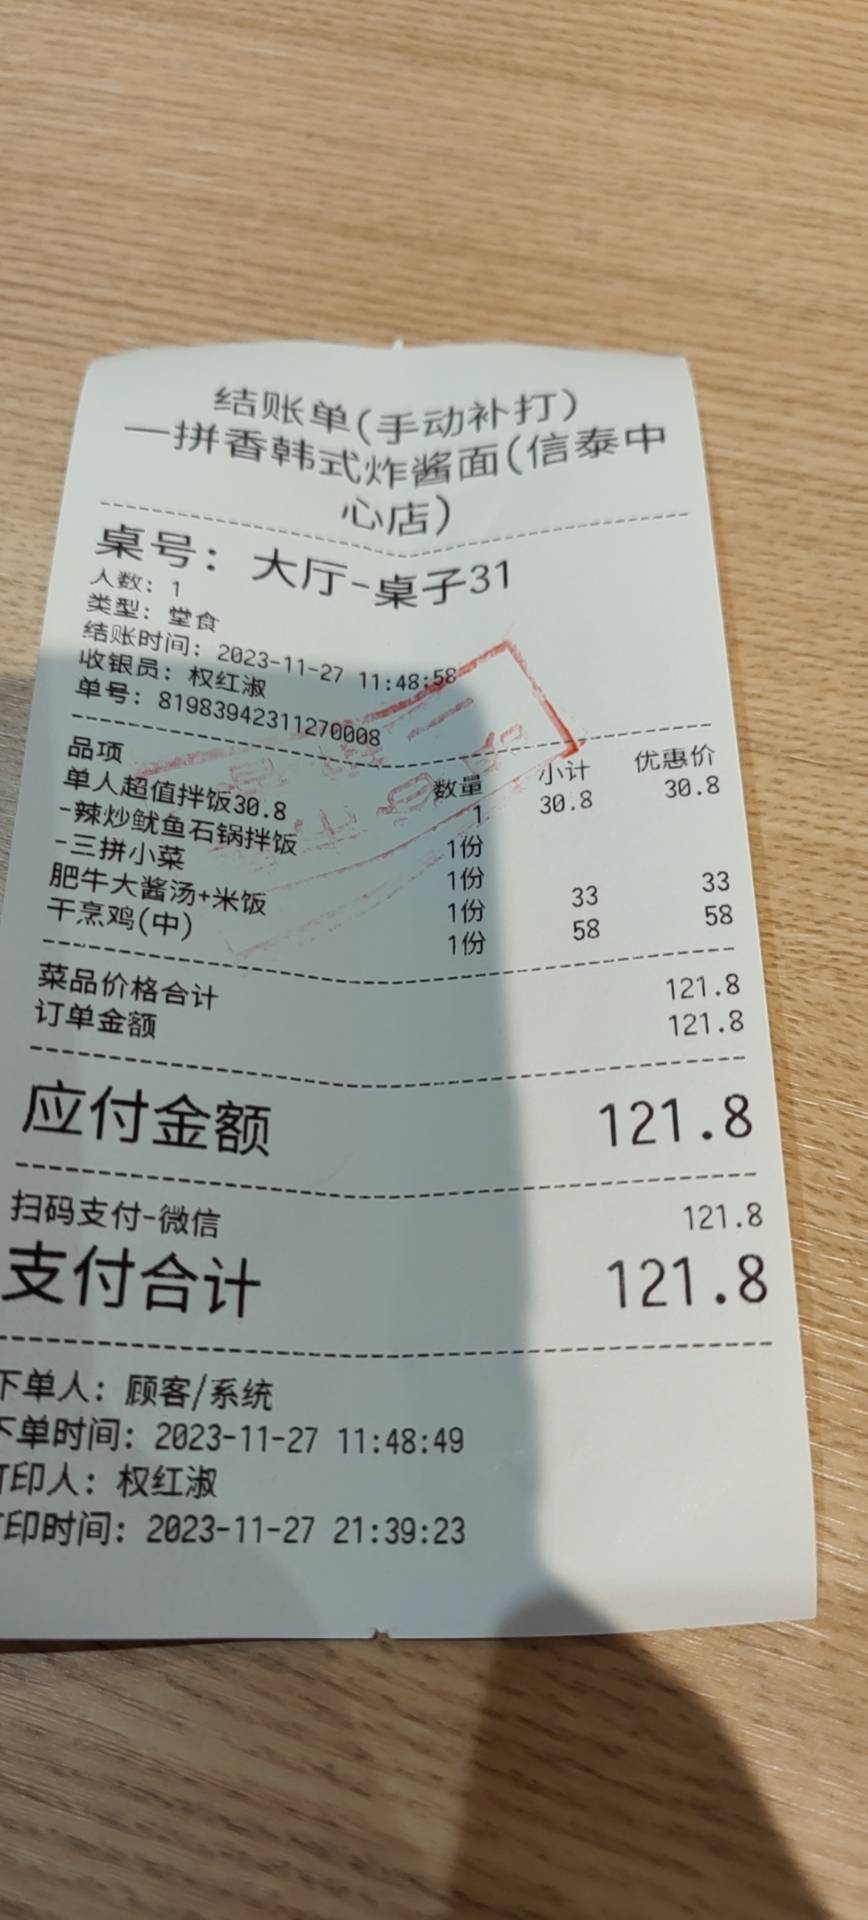 结账单(手动补打)
一拼香韩式炸酱面(信泰中
心店)
桌号: 大厅-桌子31
人数: 1
类型: 堂食
结账时间: 2023-11-27 11:48:58
收银员: 权红淑
单号: 81983942311270008
品项 数量 小计 优惠价
单人超值拌饭30.8 1 30.8 30.8
-辣炒鱿鱼石锅拌饭 1份
-三拼小菜 1份
肥牛大酱汤+米饭 1份 33 33
干烹鸡(中) 1份 58 58
菜品价格合计 121.8
订单金额 121.8
应付金额 121.8
扫码支付-微信 121.8
支付合计 121.8
下单人: 顾客/系统
下单时间: 2023-11-27 11:48:49
打印人: 权红淑
打印时间: 2023-11-27 21:39:23